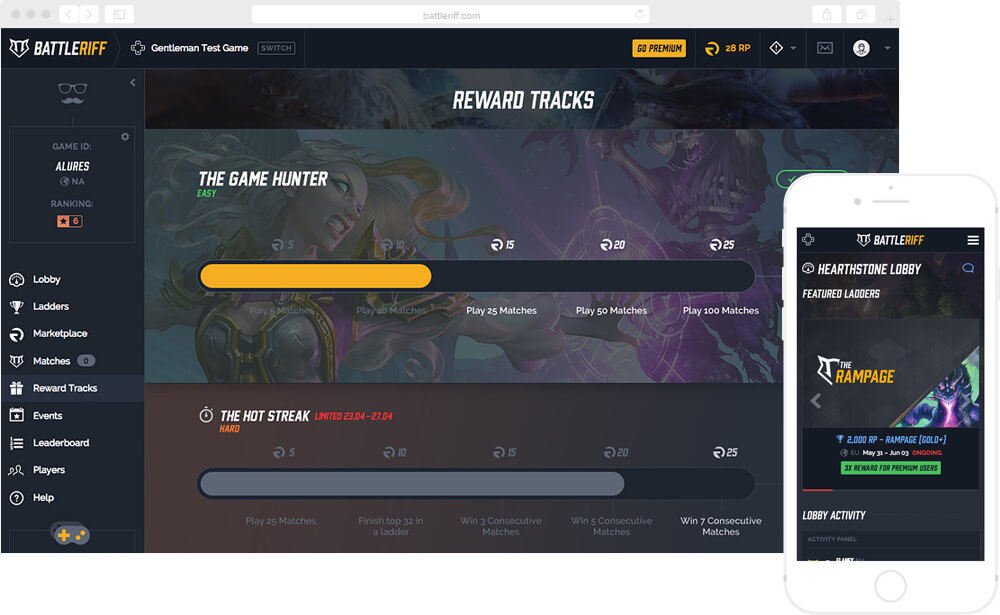 battleriff.com
BATTLERIFF
Gentleman Test Game
SWITCH
GO PREMIUM
28 RP
REWARD TRACKS
GAME ID:
ALURES
NA
RANKING:
6
Lobby
Ladders
Marketplace
Matches 0
Reward Tracks
Events
Leaderboard
Players
Help
THE GAME HUNTER
EASY
5 10 15 20 25
Play 5 Matches
Play 10 Matches
Play 25 Matches
Play 50 Matches
Play 100 Matches
THE HOT STREAK LIMITED 23.04-27.04
HARD
5 10 15 20 25
Play 25 Matches
Finish top 32 in
a ladder
Win 3 Consecutive
Matches
Win 5 Consecutive
Matches
Win 7 Consecutive
Matches
BATTLERIFF
HEARTHSTONE LOBBY
FEATURED LADDERS
THE
RAMPAGE
2,000 RP – RAMPAGE [GOLD+]
EU May 31 – Jun 03 ONGOING
3X REWARD FOR PREMIUM USERS
LOBBY ACTIVITY
ACTIVITY PANEL